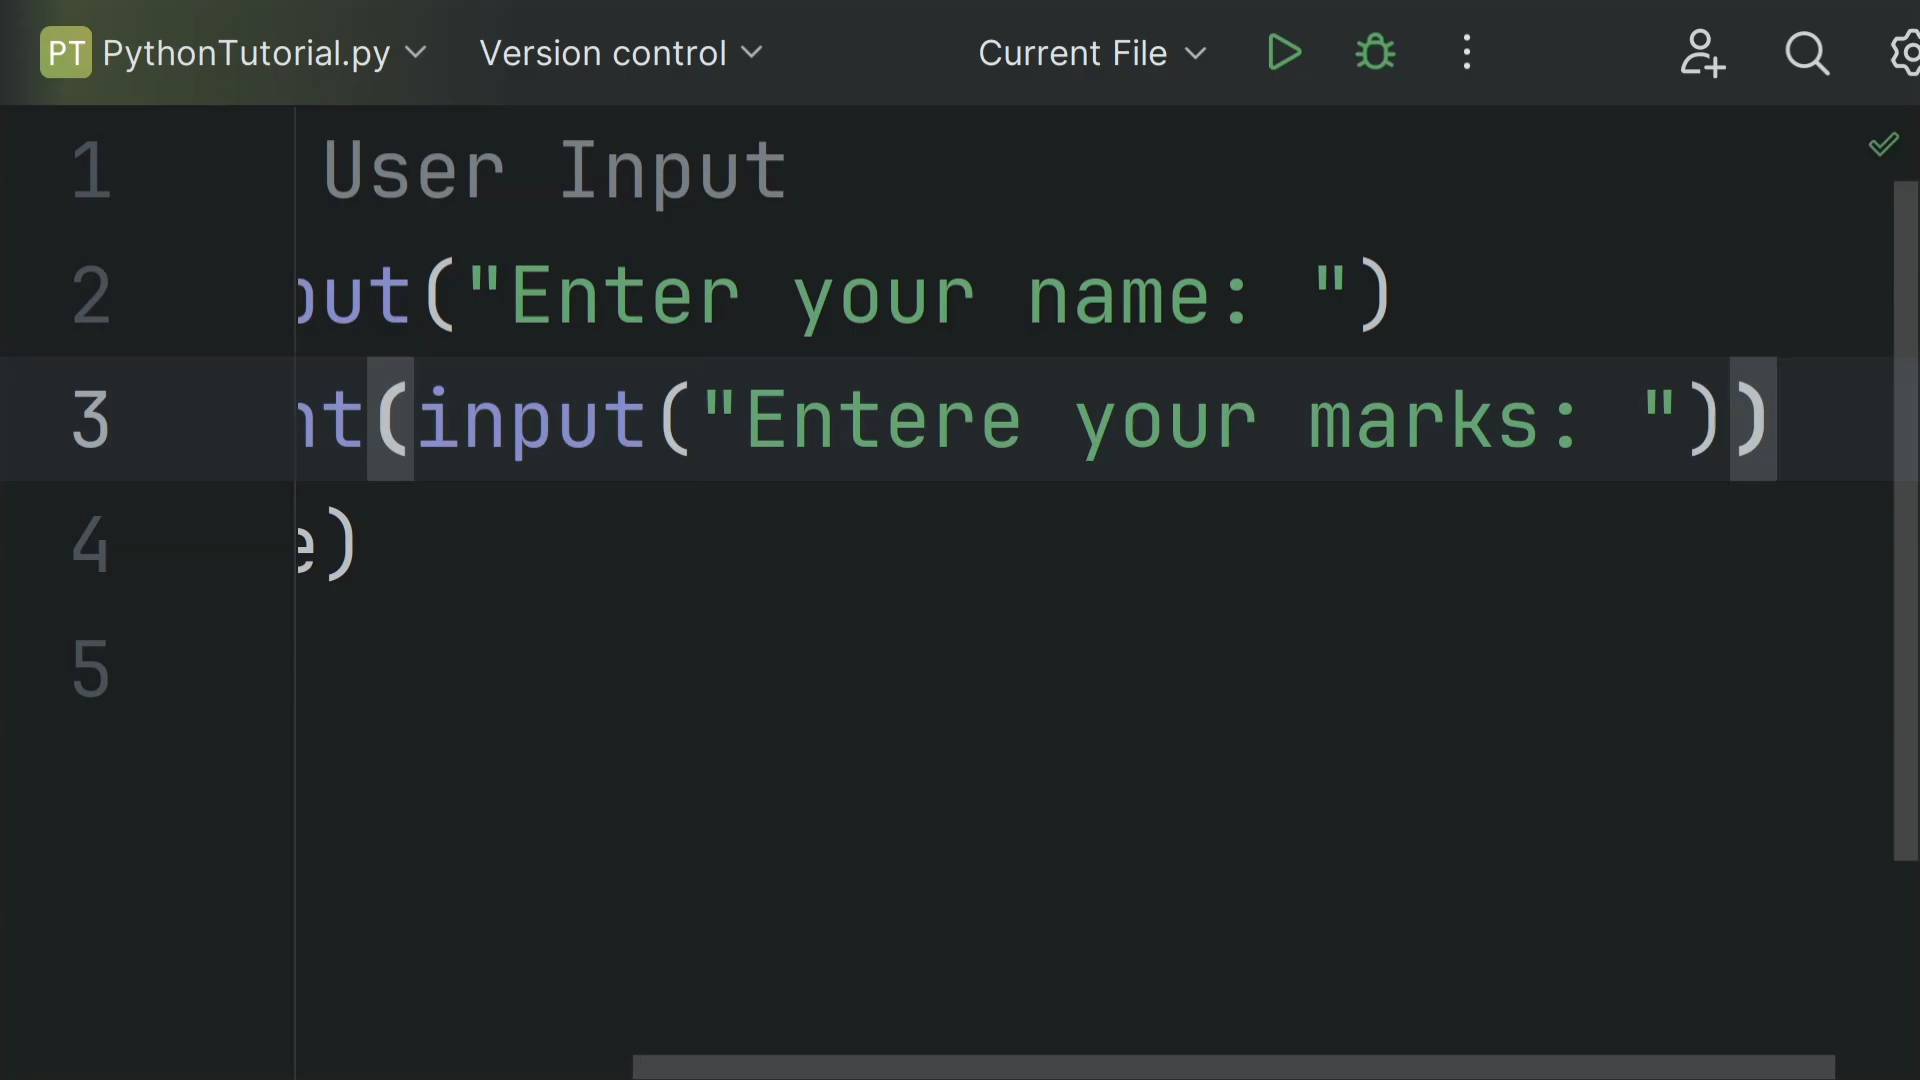 PT PythonTutorial.py Version control Current File
1 User Input
2 put("Enter your name: ")
3 nt(input("Entere your marks: "))
4 e)
5